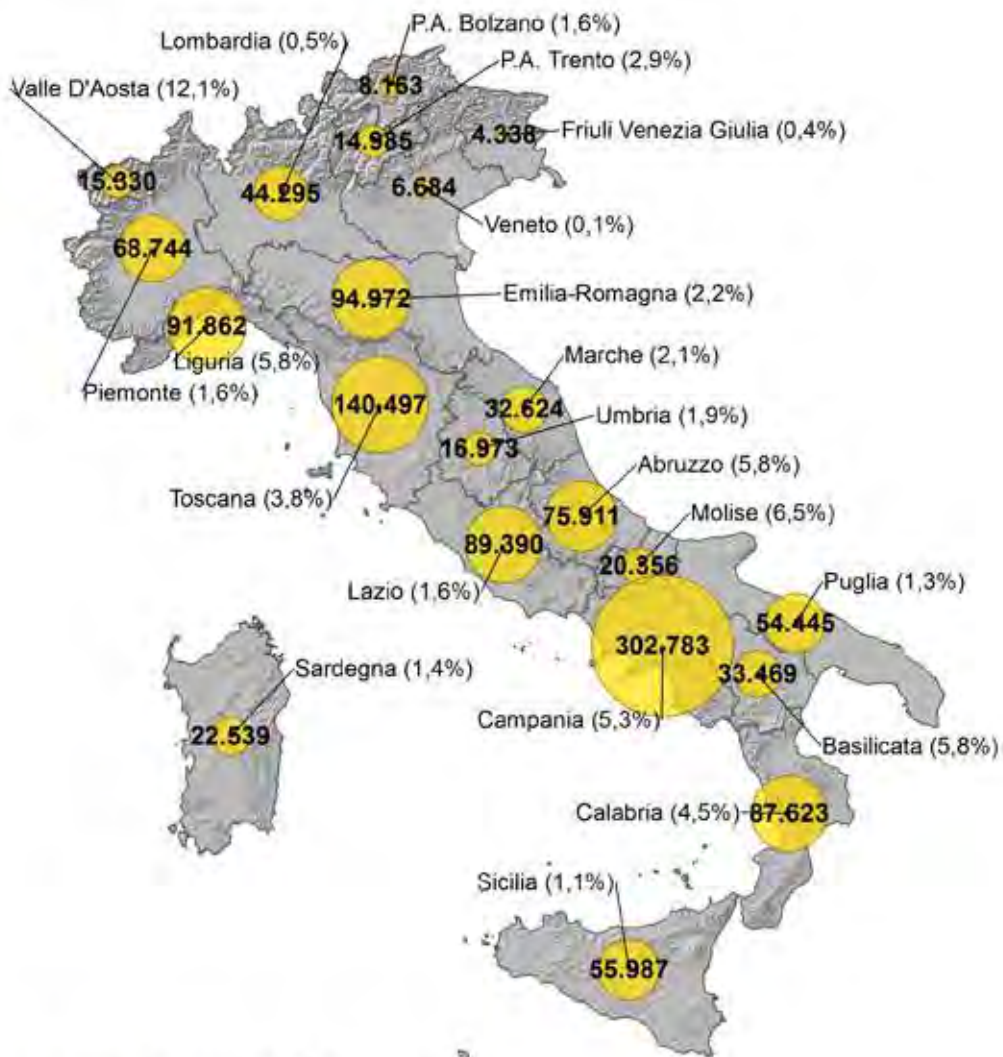 P.A. Bolzano (1,6%)
Lombardia (0,5%)
P.A. Trento (2,9%)
Valle D'Aosta (12,1%)
8.163
14.985
4.338
Friuli Venezia Giulia (0,4%)
15.330
44.295
6.684
Veneto (0,1%)
68.744
94.972
Emilia-Romagna (2,2%)
91.862
Liguria (5,8%)
Piemonte (1,6%)
Marche (2,1%)
140.497
32.624
Umbria (1,9%)
16.973
Abruzzo (5,8%)
Toscana (3,8%)
75.911
Molise (6,5%)
89.390
20.356
Lazio (1,6%)
Puglia (1,3%)
54.445
302.783
33.469
Sardegna (1,4%)
Campania (5,3%)
22.539
Basilicata (5,8%)
Calabria (4,5%)
87.623
Sicilia (1,1%)
55.987